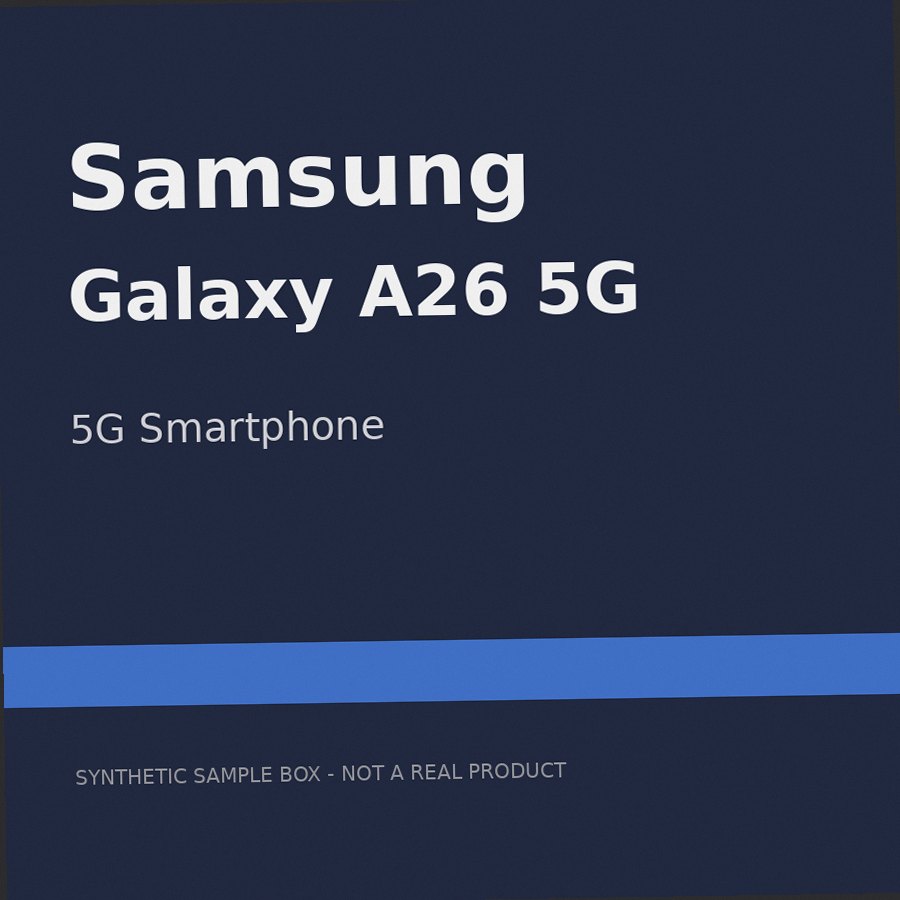 Samsung
Galaxy A26 5G
5G Smartphone
SYNTHETIC SAMPLE BOX - NOT A REAL PRODUCT